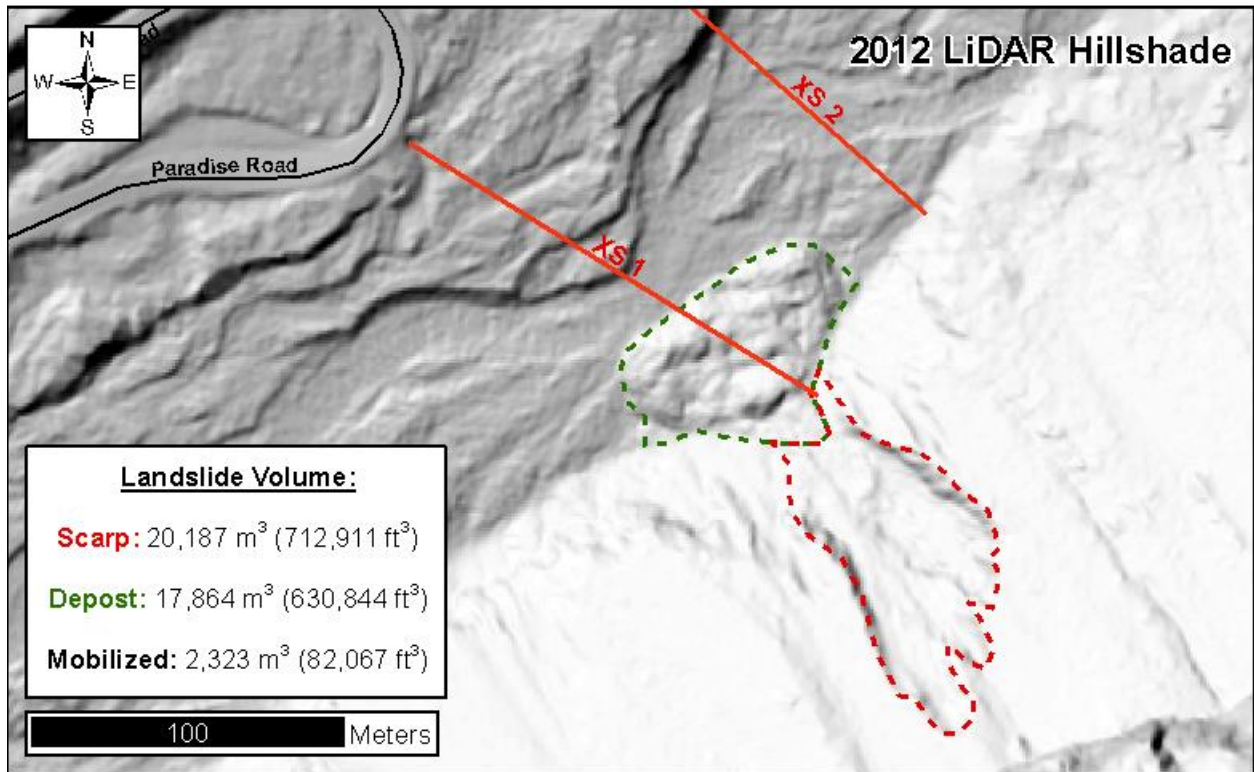 2012 LiDAR Hillshade
N
W E
S
ad
Paradise Road
XS 1
XS 2
Landslide Volume:
Scarp: 20,187 m³ (712,911 ft³)
Depost: 17,864 m³ (630,844 ft³)
Mobilized: 2,323 m³ (82,067 ft³)
100 Meters